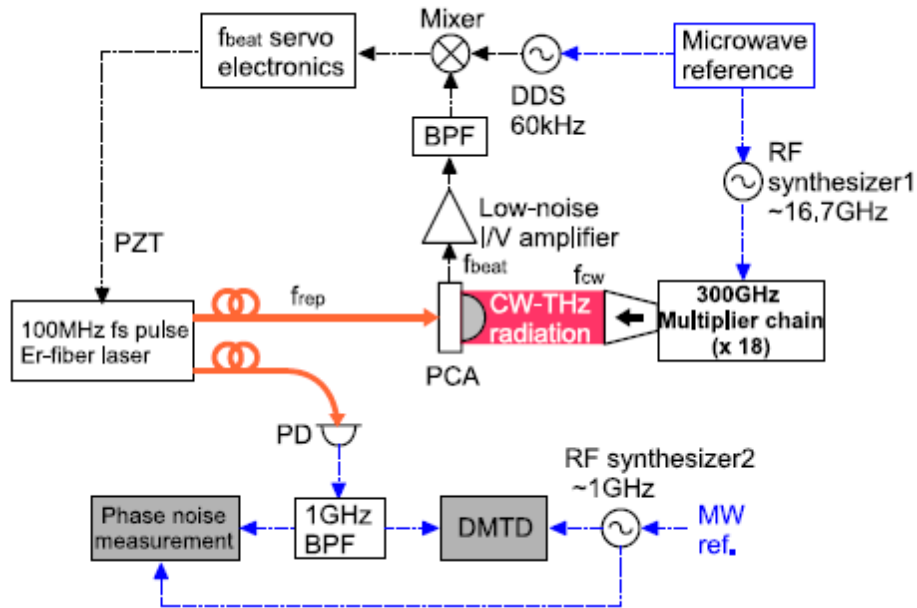 Mixer
fbeat servo
electronics
Microwave
reference
DDS
60kHz
BPF
RF
synthesizer1
~16,7GHz
Low-noise
I/V amplifier
PZT
fbeat
fcw
frep
100MHz fs pulse
Er-fiber laser
CW-THz
radiation
300GHz
Multiplier chain
(x 18)
PCA
PD
RF synthesizer2
~1GHz
Phase noise
measurement
1GHz
BPF
DMTD
MW
ref.